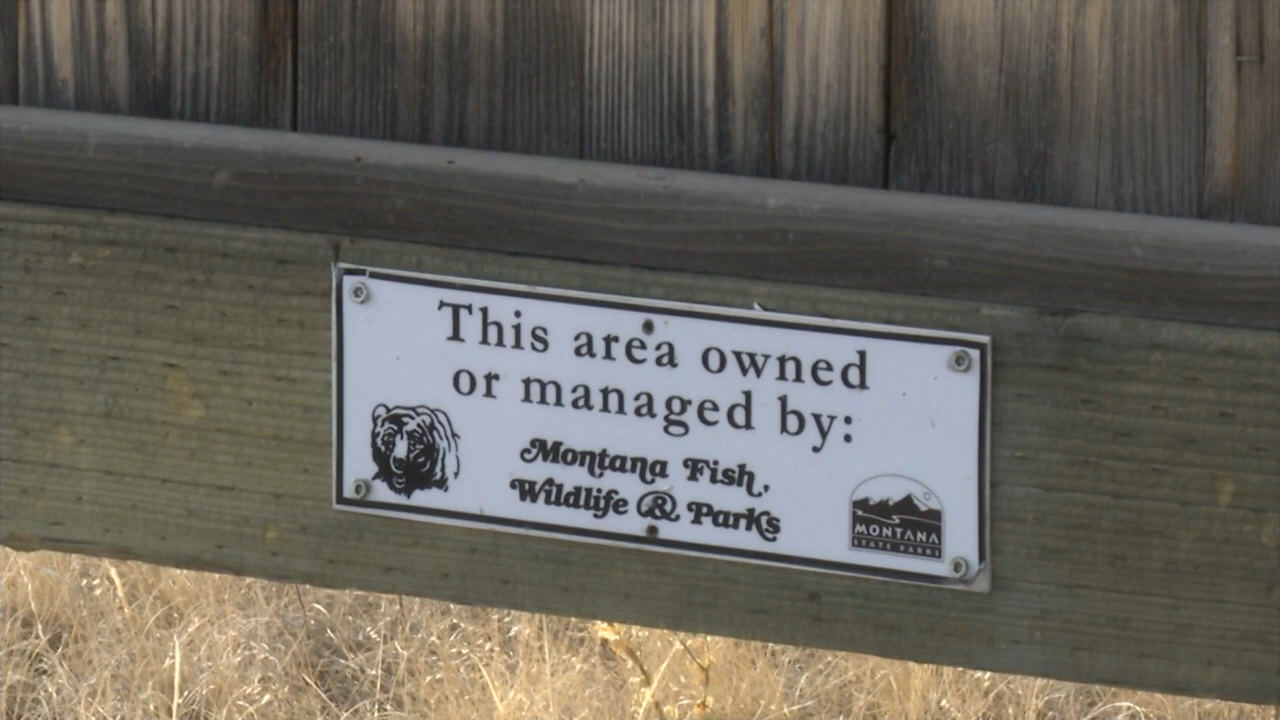 This area owned
or managed by:
Montana Fish,
Wildlife & Parks
MONTANA
STATE PARKS